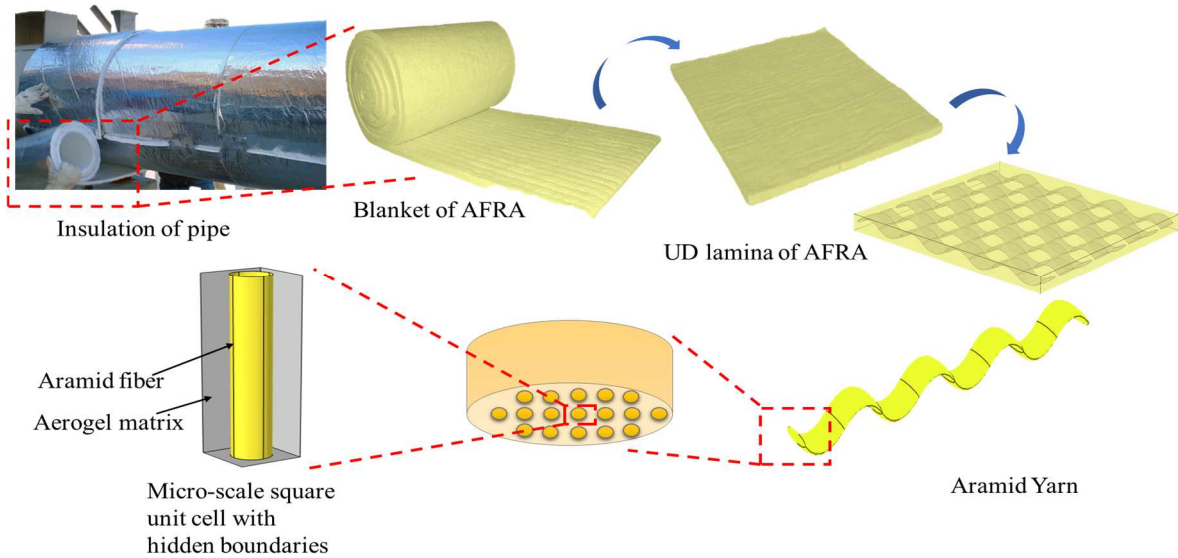 Insulation of pipe
Blanket of AFRA
UD lamina of AFRA
Aramid fiber
Aerogel matrix
Micro-scale square
unit cell with
hidden boundaries
Aramid Yarn